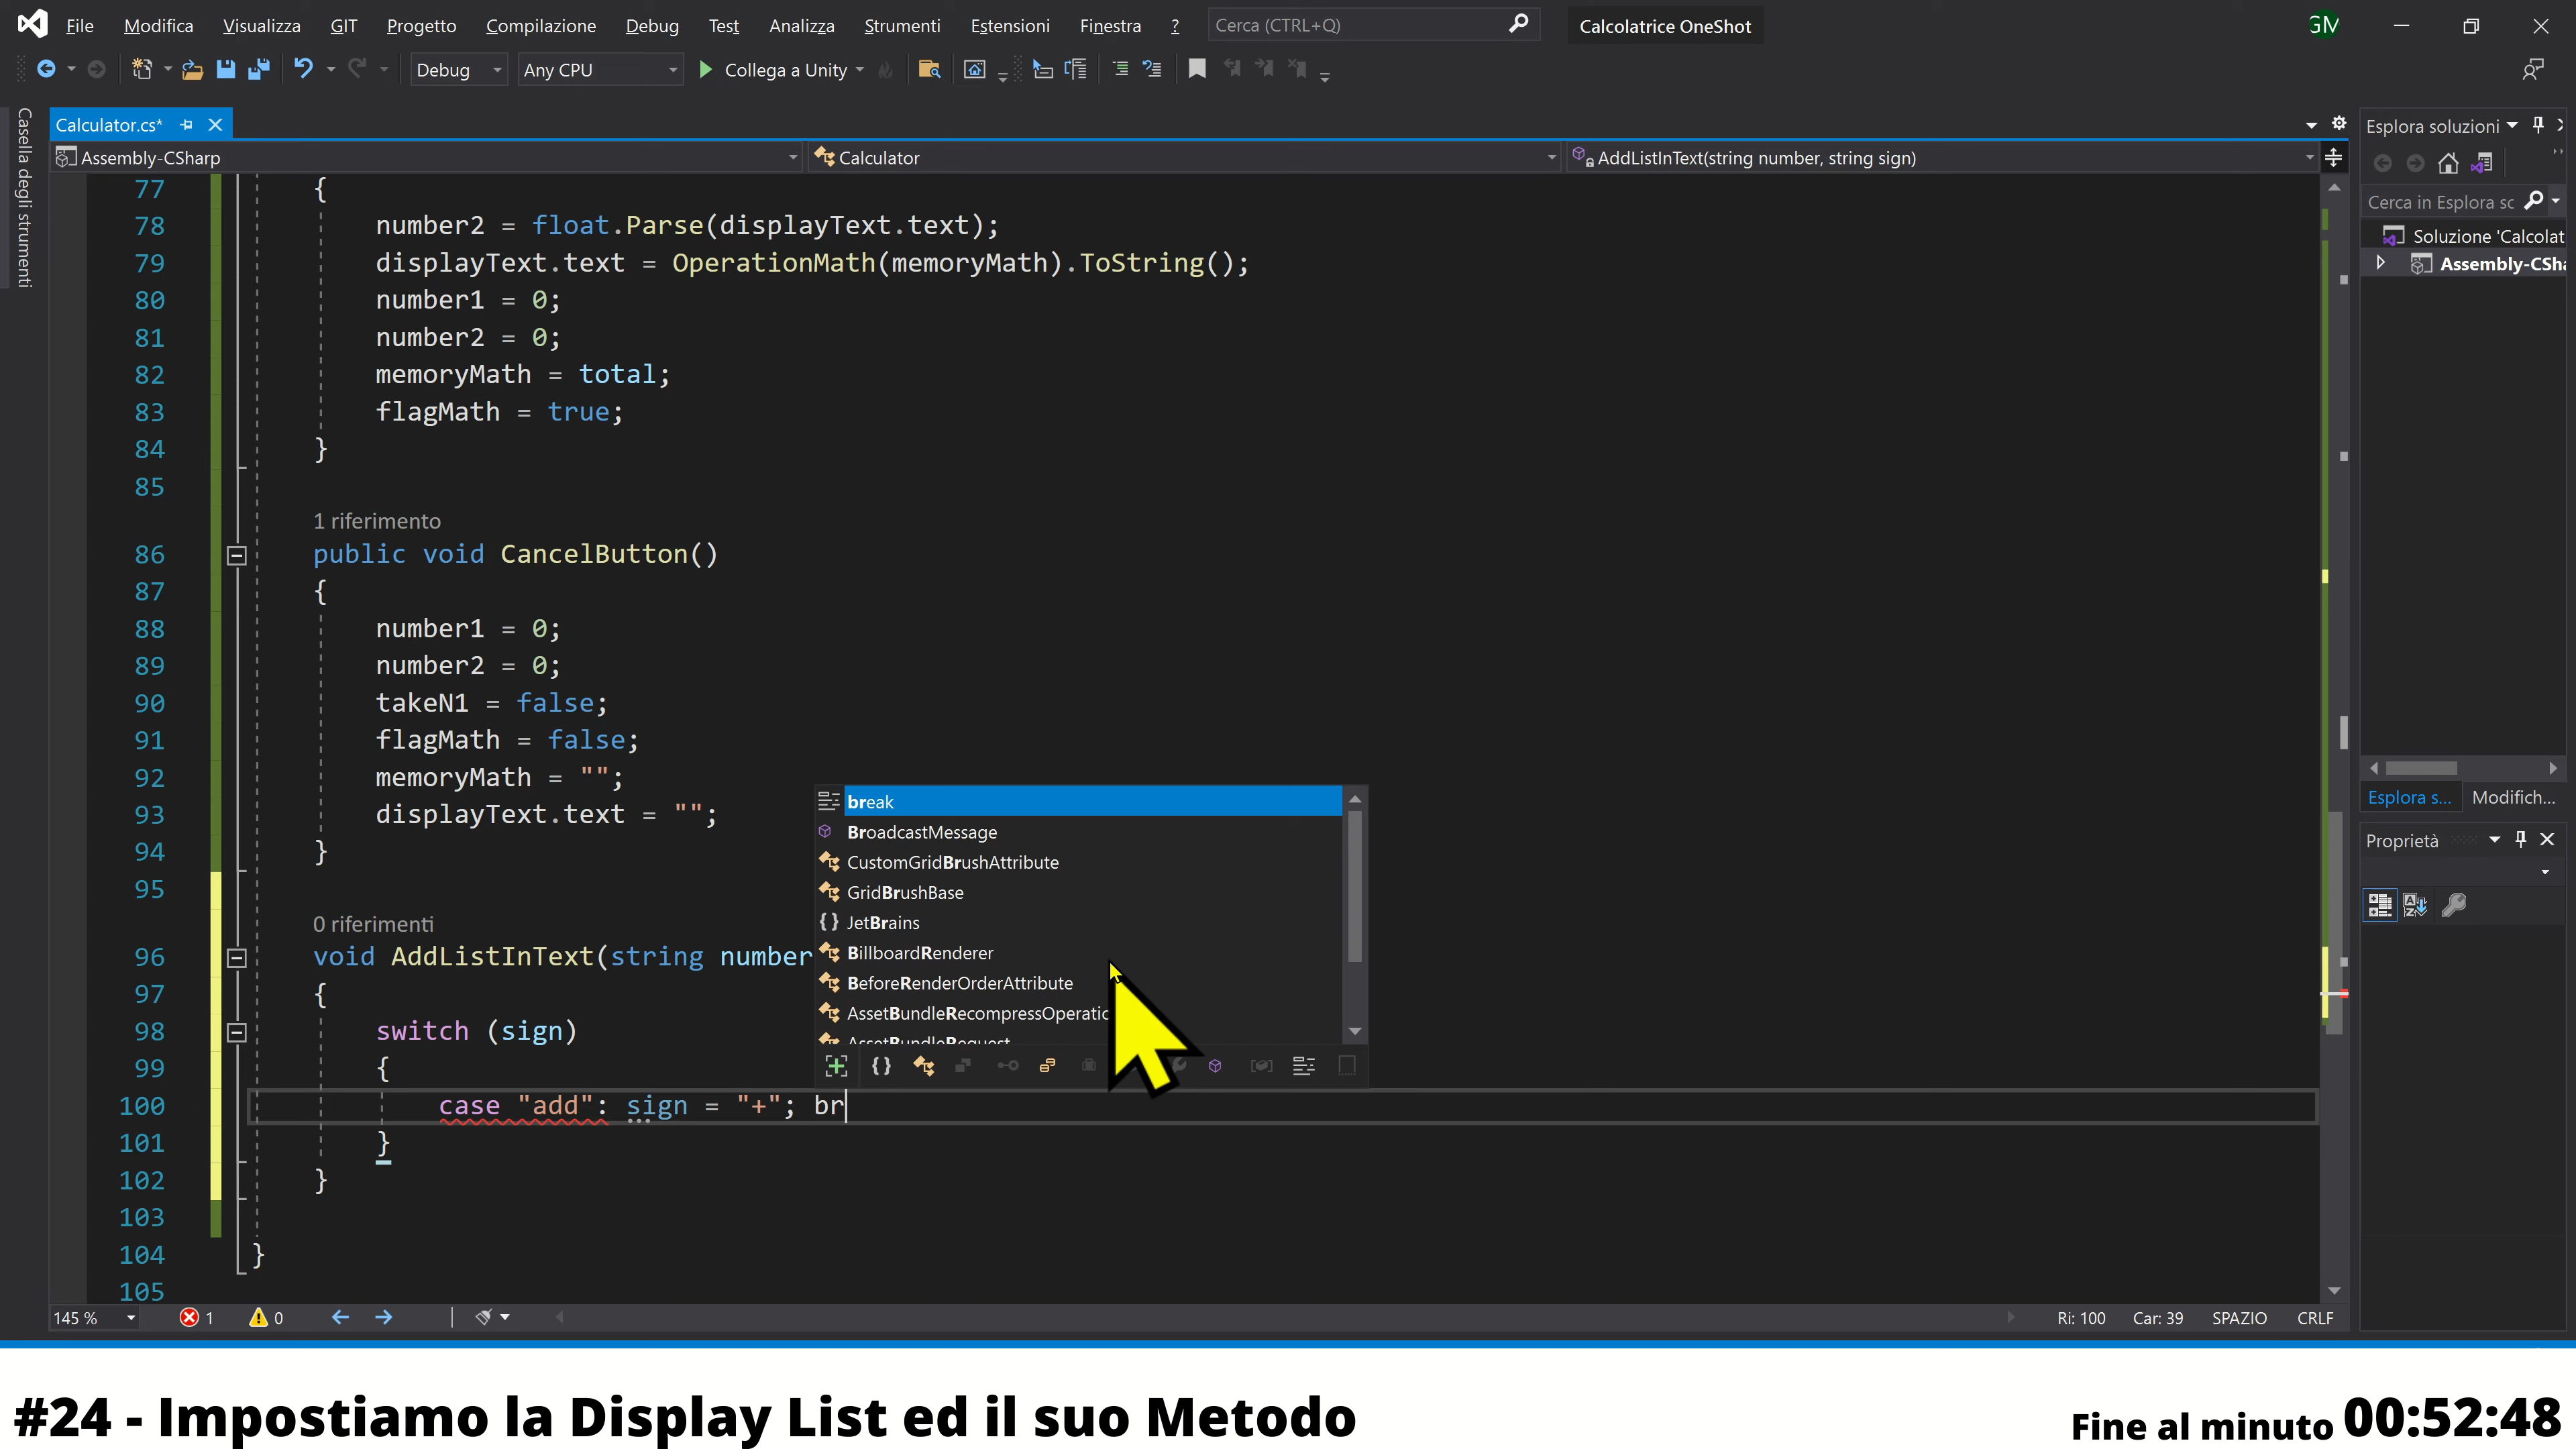 File Modifica Visualizza GIT Progetto Compilazione Debug Test Analizza Strumenti Estensioni Finestra ? Cerca (CTRL+Q) Calcolatrice OneShot GM
Debug Any CPU Collega a Unity
Casella degli strumenti
Calculator.cs*
Assembly-CSharp Calculator AddListInText(string number, string sign)
77 {
78 number2 = float.Parse(displayText.text);
79 displayText.text = OperationMath(memoryMath).ToString();
80 number1 = 0;
81 number2 = 0;
82 memoryMath = total;
83 flagMath = true;
84 }
85
1 riferimento
86 public void CancelButton()
87 {
88 number1 = 0;
89 number2 = 0;
90 takeN1 = false;
91 flagMath = false;
92 memoryMath = "";
93 displayText.text = "";
94 }
95
0 riferimenti
96 void AddListInText(string number
97 {
98 switch (sign)
99 {
100 case "add": sign = "+"; br
101 }
102 }
103
104 }
105
break
BroadcastMessage
CustomGridBrushAttribute
GridBrushBase
JetBrains
BillboardRenderer
BeforeRenderOrderAttribute
AssetBundleRecompressOperatio
AssetBundleRequest
145 % 1 0 Ri: 100 Car: 39 SPAZIO CRLF
Esplora soluzioni
Cerca in Esplora sc
Soluzione 'Calcolat
Assembly-CSha
Esplora s... Modifich...
Proprietà
#24 - Impostiamo la Display List ed il suo Metodo
Fine al minuto 00:52:48